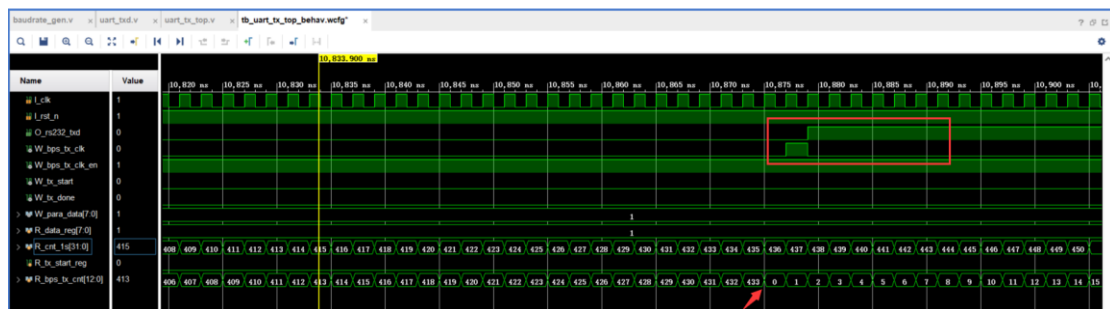 baudrate_gen.v × uart_txd.v × uart_tx_top.v × tb_uart_tx_top_behav.wcfg* × ?
10,833.900 ns
Name Value 10,820 ns 10,825 ns 10,830 ns 10,835 ns 10,840 ns 10,845 ns 10,850 ns 10,855 ns 10,860 ns 10,865 ns 10,870 ns 10,875 ns 10,880 ns 10,885 ns 10,890 ns 10,895 ns 10,900 ns 10,
I_clk 1
I_rst_n 1
O_rs232_txd 0
W_bps_tx_clk 0
W_bps_tx_clk_en 1
W_tx_start 0
W_tx_done 0
W_para_data[7:0] 1 1
R_data_reg[7:0] 1 1
R_cnt_1s[31:0] 415 408 409 410 411 412 413 414 415 416 417 418 419 420 421 422 423 424 425 426 427 428 429 430 431 432 433 434 435 436 437 438 439 440 441 442 443 444 445 446 447 448 449 450
R_tx_start_reg 0
R_bps_tx_cnt[12:0] 413 406 407 408 409 410 411 412 413 414 415 416 417 418 419 420 421 422 423 424 425 426 427 428 429 430 431 432 433 0 1 2 3 4 5 6 7 8 9 10 11 12 13 14 15